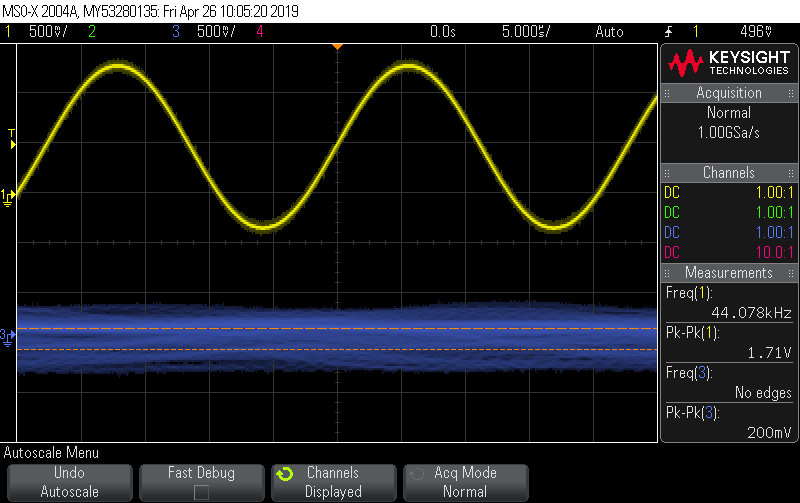 MSO-X 2004A, MY53280135: Fri Apr 26 10:05:20 2019
1 500mV/ 2 3 500mV/ 4 0.0s 5.000us/ Auto 1 496mV
KEYSIGHT
TECHNOLOGIES
Acquisition
Normal
1.00GSa/s
Channels
DC 1.00:1
DC 1.00:1
DC 1.00:1
DC 10.0:1
Measurements
Freq(1):
44.078kHz
Pk-Pk(1):
1.71V
Freq(3):
No edges
Pk-Pk(3):
200mV
T
1
3
Autoscale Menu
Undo
Autoscale
Fast Debug
Channels
Displayed
Acq Mode
Normal